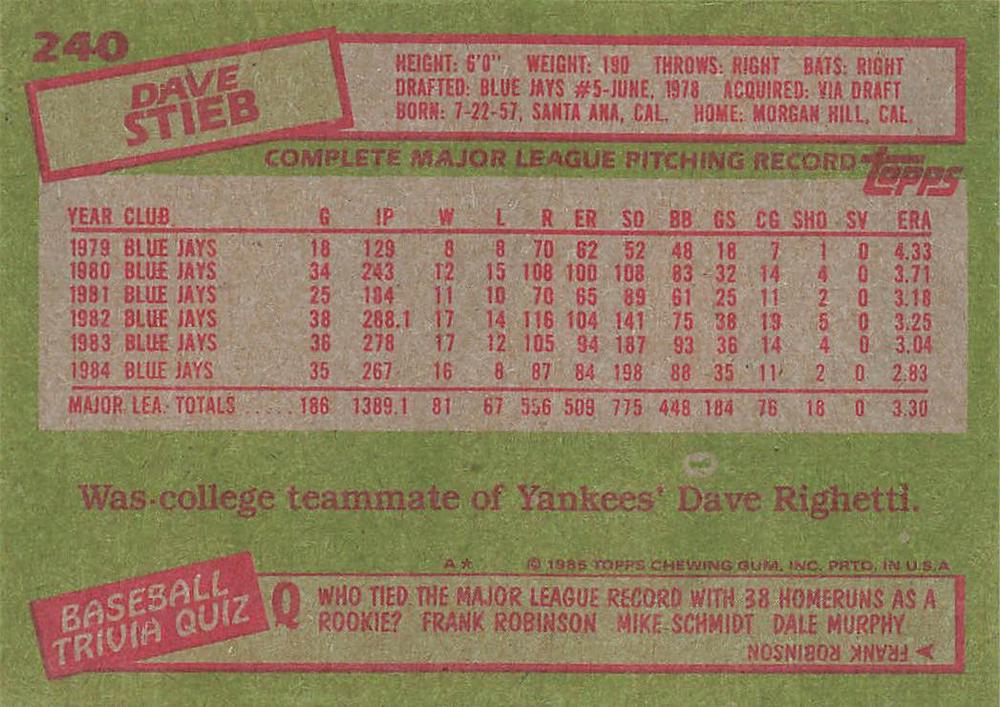 240
DAVE
STIEB
HEIGHT: 6'0" WEIGHT: 190 THROWS: RIGHT BATS: RIGHT
DRAFTED: BLUE JAYS #5-JUNE, 1978 ACQUIRED: VIA DRAFT
BORN: 7-22-57, SANTA ANA, CAL. HOME: MORGAN HILL, CAL.
COMPLETE MAJOR LEAGUE PITCHING RECORD topps
YEAR CLUB G IP W L R ER SO BB GS CG SHO SV ERA
1979 BLUE JAYS 18 129 8 8 70 62 52 48 18 7 1 0 4.33
1980 BLUE JAYS 34 243 12 15 108 100 108 83 32 14 4 0 3.71
1981 BLUE JAYS 25 184 11 10 70 65 89 61 25 11 2 0 3.18
1982 BLUE JAYS 38 288.1 17 14 116 104 141 75 38 19 5 0 3.25
1983 BLUE JAYS 36 278 17 12 105 94 187 93 36 14 4 0 3.04
1984 BLUE JAYS 35 267 16 8 87 84 198 88 35 11 2 0 2.83
MAJOR LEA. TOTALS ..... 186 1389.1 81 67 556 509 775 448 184 76 18 0 3.30
Was college teammate of Yankees' Dave Righetti.
A* © 1985 TOPPS CHEWING GUM, INC. PRTD. IN U.S.A
BASEBALL
TRIVIA QUIZ
Q WHO TIED THE MAJOR LEAGUE RECORD WITH 38 HOMERUNS AS A
ROOKIE? FRANK ROBINSON MIKE SCHMIDT DALE MURPHY
A FRANK ROBINSON